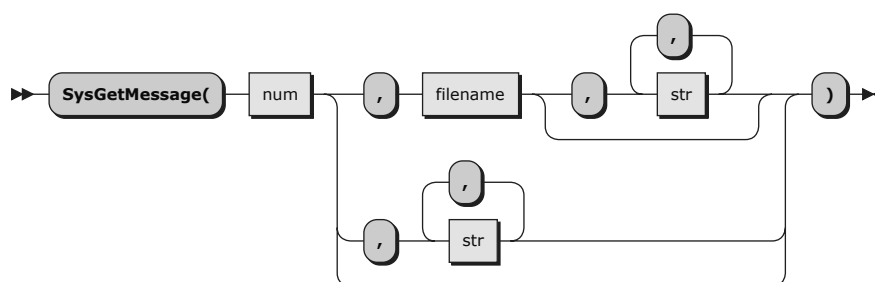 ,
SysGetMessage( num , filename , str )
,
, str